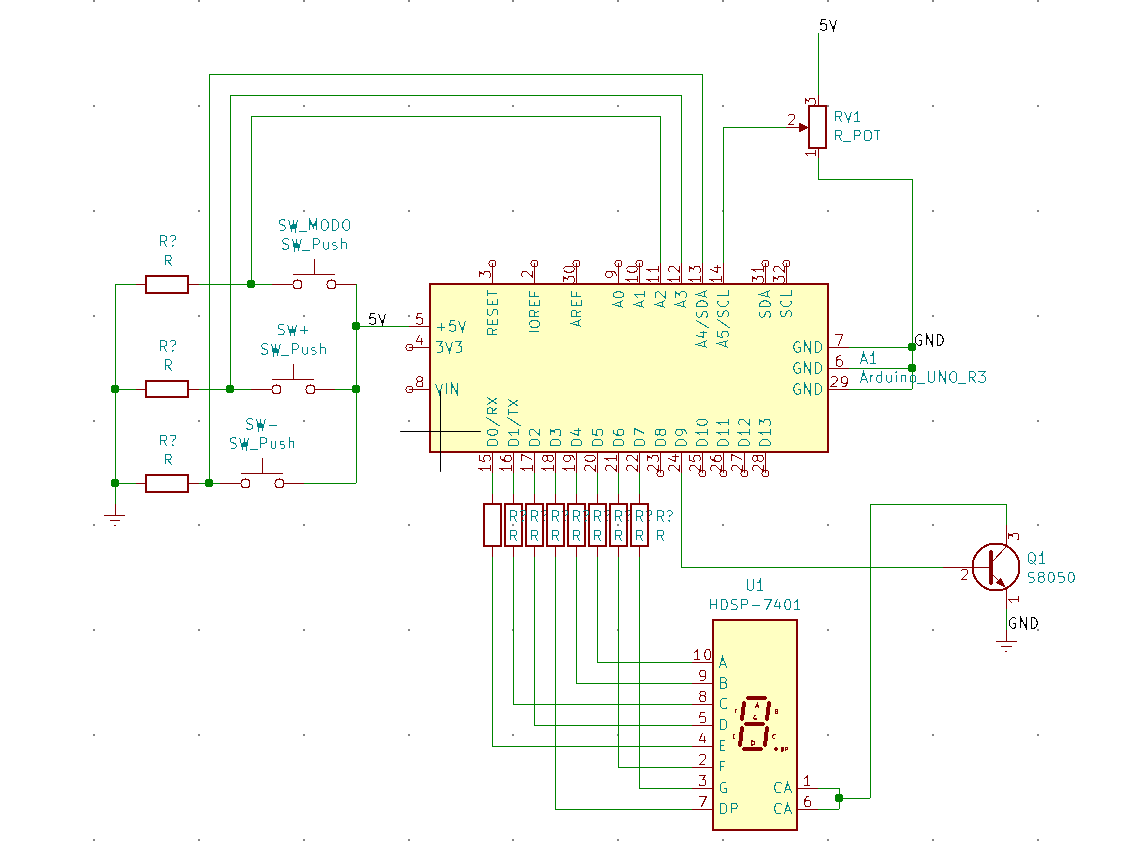 5V
3
2
RV1
R_POT
1
SW_MODO
SW_Push
R?
R
3
2
30
9
10
11
12
13
14
31
32
RESET
IOREF
AREF
A0
A1
A2
A3
A4/SDA
A5/SCL
SDA
SCL
5V
5
+5V
4
3V3
8
VIN
SW+
SW_Push
R?
R
GND
7
GND
GND
6
GND
29
A1
Arduino_UNO_R3
SW-
SW_Push
R?
R
D0/RX
D1/TX
D2
D3
D4
D5
D6
D7
D8
D9
D10
D11
D12
D13
15
16
17
18
19
20
21
22
23
24
25
26
27
28
R? R? R? R? R? R? R? R?
R R R R R R R R
3
Q1
2
S8050
1
GND
U1
HDSP-7401
10 A
9 B
8 C
5 D
4 E
2 F
3 G
7 DP
CA 1
CA 6
A
F
B
G
E
C
D
DP